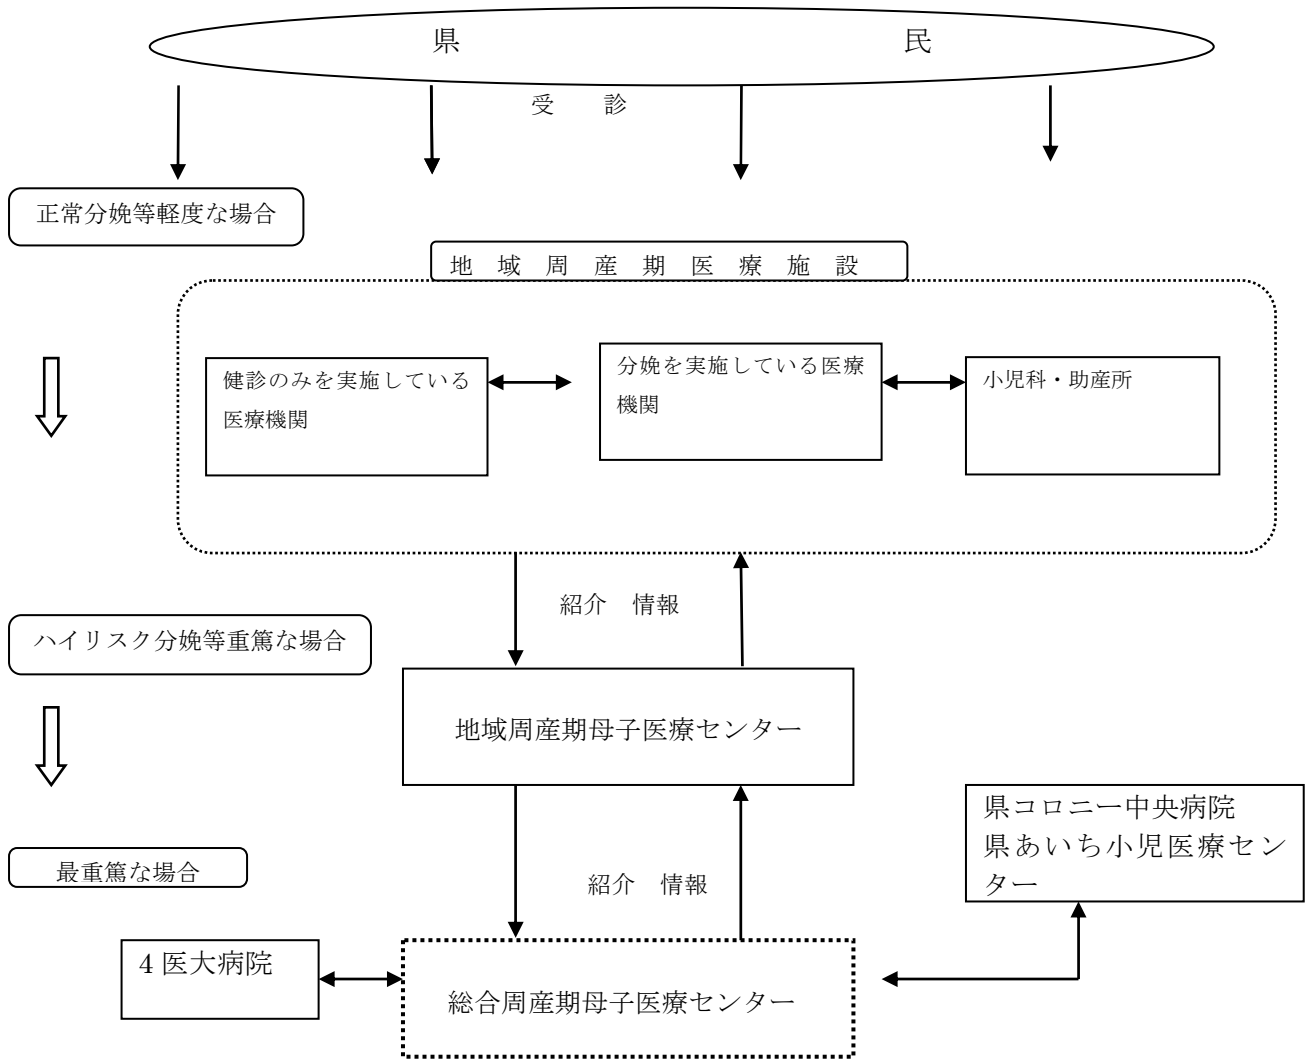 県　民
受　診
正常分娩等軽度な場合
地　域　周　産　期　医　療　施　設
健診のみを実施している
医療機関
分娩を実施している医療
機関
小児科・助産所
紹介　情報
ハイリスク分娩等重篤な場合
地域周産期母子医療センター
県コロニー中央病院
県あいち小児医療セン
ター
最重篤な場合
紹介　情報
４医大病院
総合周産期母子医療センター